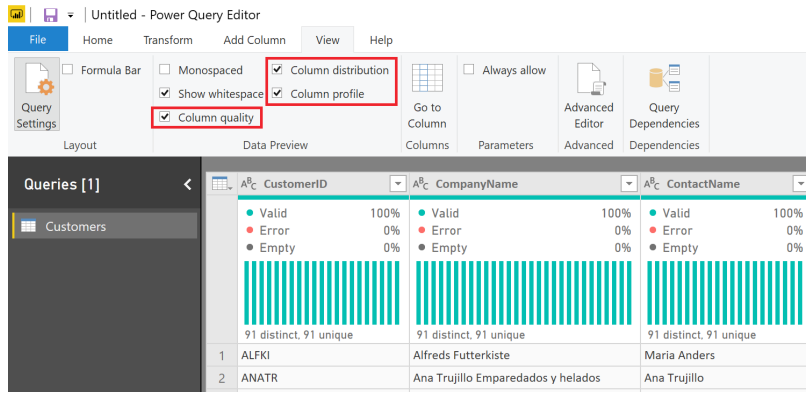 Untitled - Power Query Editor
File Home Transform Add Column View Help
Query Settings
Formula Bar
Layout
Monospaced
Show whitespace
Column quality
Column distribution
Column profile
Data Preview
Go to Column
Columns
Always allow
Parameters
Advanced Editor
Advanced
Query Dependencies
Dependencies
Queries [1]
Customers
ABC CustomerID ABC CompanyName ABC ContactName
Valid 100% Valid 100% Valid 100%
Error 0% Error 0% Error 0%
Empty 0% Empty 0% Empty 0%
91 distinct, 91 unique 91 distinct, 91 unique 91 distinct, 91 unique
1 ALFKI Alfreds Futterkiste Maria Anders
2 ANATR Ana Trujillo Emparedados y helados Ana Trujillo